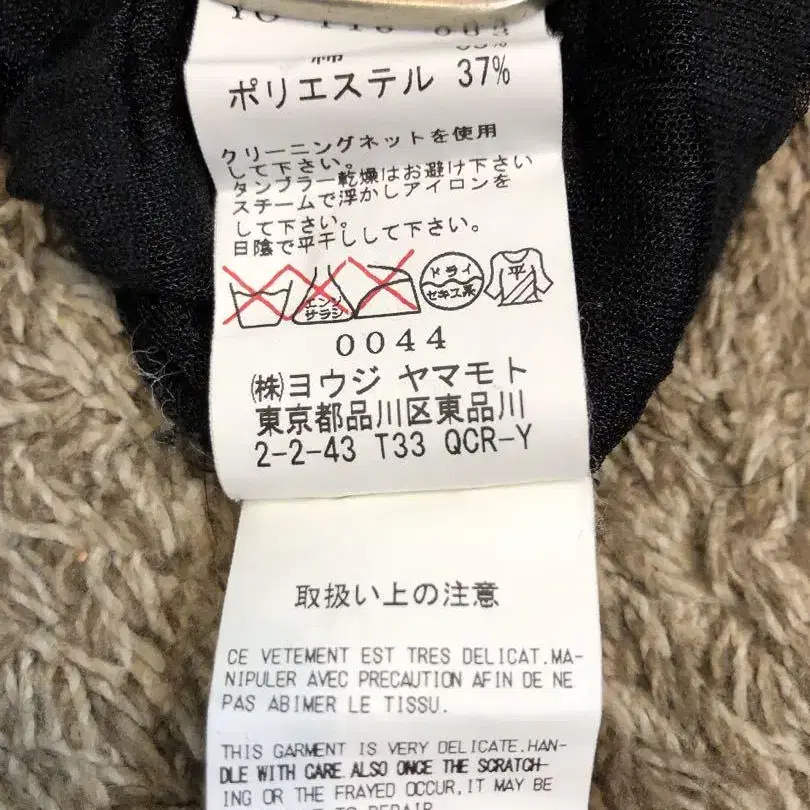 綿
ポリエステル 37%
クリーニングネットを使用
して下さい。
タンブラー乾燥はお避け下さい
スチームで浮かしアイロンを
して下さい。
日陰で平干しして下さい。
エンソ
サラシ
ドライ
セキユ系
平
0044
㈱ヨウジ ヤマモト
東京都品川区東品川
2-2-43 T33 QCR-Y
取扱い上の注意
CE VETEMENT EST TRES DELICAT.MA-
NIPULER AVEC PRECAUTION AFIN DE NE
PAS ABIMER LE TISSU.
THIS GARMENT IS VERY DELICATE.HAN-
DLE WITH CARE.ALSO ONCE THE SCRATCH-
ING OR THE FRAYED OCCUR,IT MAY BE
TO REPAIR